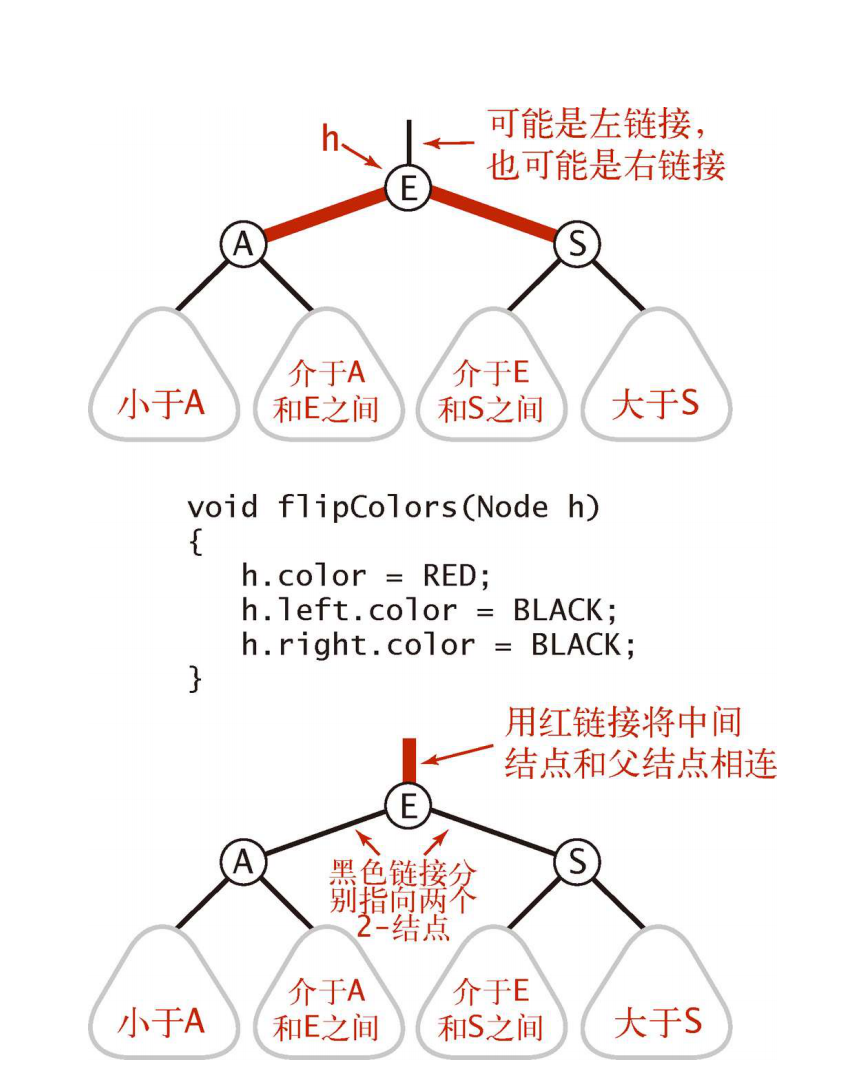 可能是左链接，
h
也可能是右链接
E
A
S
小于A
介于A
和E之间
介于E
和S之间
大于S
void flipColors(Node h)
{
   h.color = RED;
   h.left.color = BLACK;
   h.right.color = BLACK;
}
用红链接将中间
结点和父结点相连
E
A
S
黑色链接分
别指向两个
2-结点
小于A
介于A
和E之间
介于E
和S之间
大于S